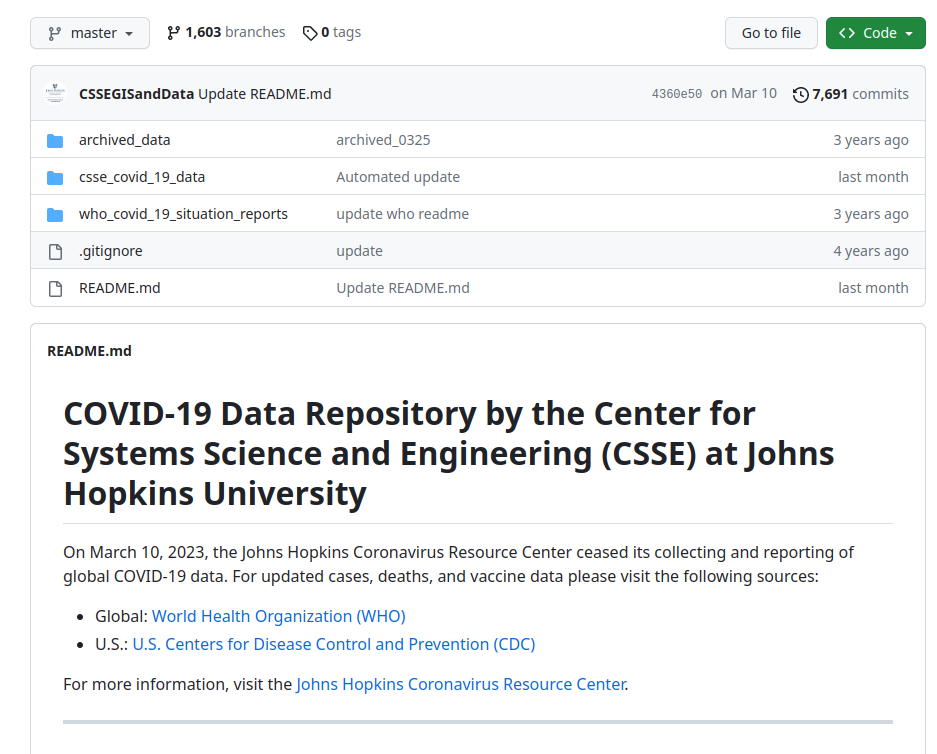 master 1,603 branches 0 tags Go to file Code
CSSEGISandData Update README.md 4360e50 on Mar 10 7,691 commits
archived_data archived_0325 3 years ago
csse_covid_19_data Automated update last month
who_covid_19_situation_reports update who readme 3 years ago
.gitignore update 4 years ago
README.md Update README.md last month
README.md
COVID-19 Data Repository by the Center for
Systems Science and Engineering (CSSE) at Johns
Hopkins University
On March 10, 2023, the Johns Hopkins Coronavirus Resource Center ceased its collecting and reporting of
global COVID-19 data. For updated cases, deaths, and vaccine data please visit the following sources:
• Global: World Health Organization (WHO)
• U.S.: U.S. Centers for Disease Control and Prevention (CDC)
For more information, visit the Johns Hopkins Coronavirus Resource Center.